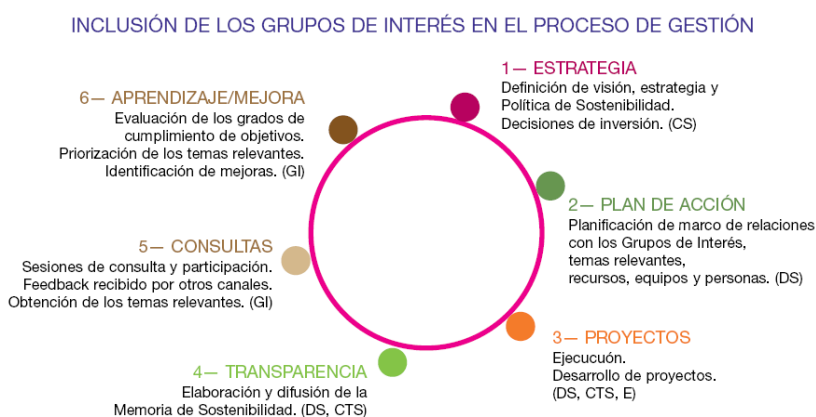 INCLUSIÓN DE LOS GRUPOS DE INTERÉS EN EL PROCESO DE GESTIÓN
1— ESTRATEGIA
Definición de visión, estrategia y
Política de Sostenibilidad.
Decisiones de inversión. (CS)
2— PLAN DE ACCIÓN
Planificación de marco de relaciones
con los Grupos de Interés,
temas relevantes,
recursos, equipos y personas. (DS)
3— PROYECTOS
Ejecucuón.
Desarrollo de proyectos.
(DS, CTS, E)
4— TRANSPARENCIA
Elaboración y difusión de la
Memoria de Sostenibilidad. (DS, CTS)
5— CONSULTAS
Sesiones de consulta y participación.
Feedback recibido por otros canales.
Obtención de los temas relevantes. (GI)
6— APRENDIZAJE/MEJORA
Evaluación de los grados de
cumplimiento de objetivos.
Priorización de los temas relevantes.
Identificación de mejoras. (GI)